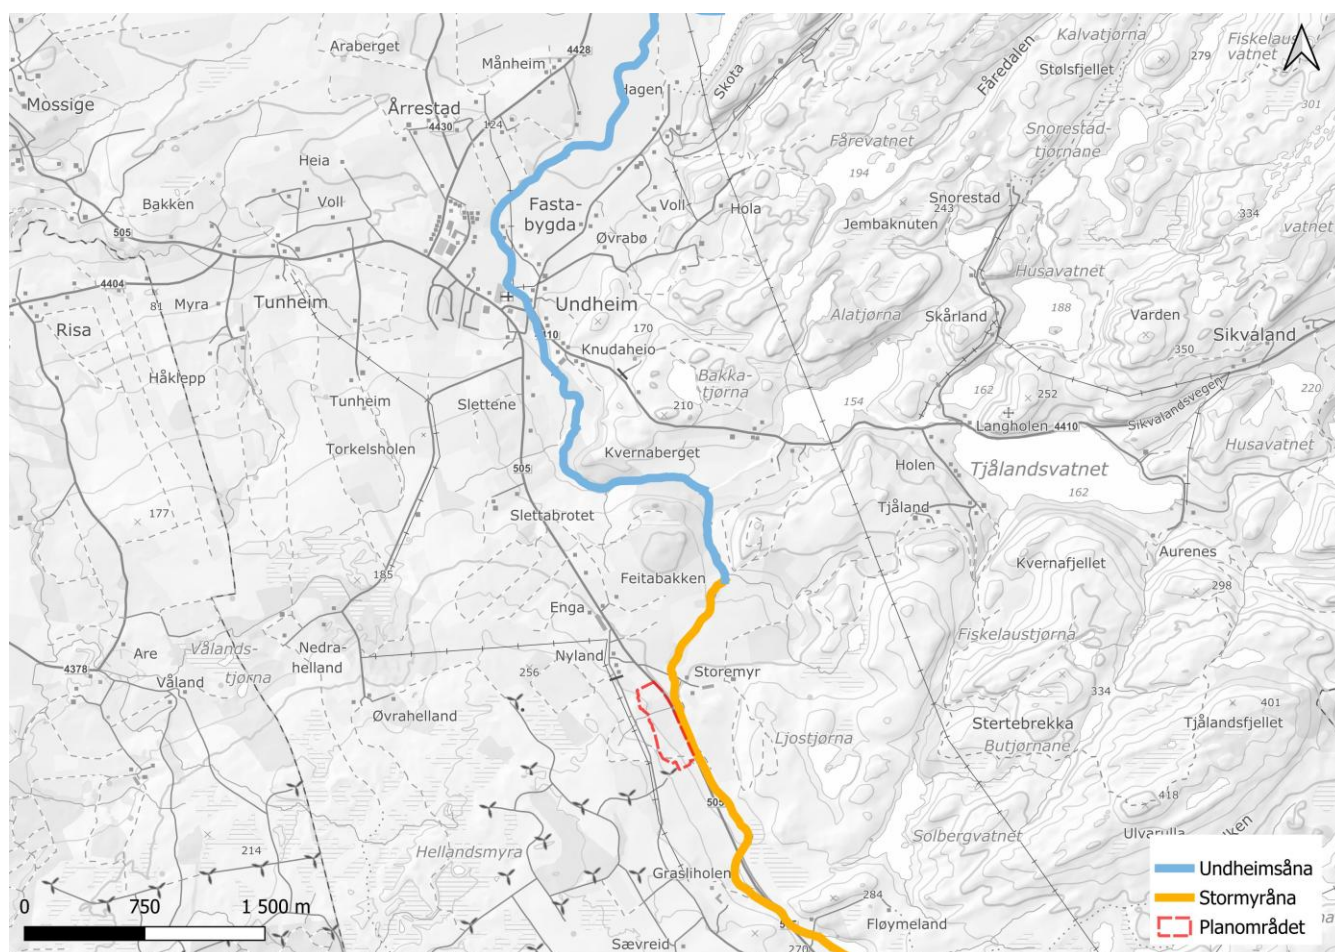 Kalvatjørna
Fiskelaus-
vatnet
279
Araberget
4428
Månheim
Skota
Fåredalen
Stølsfjellet
Mossige
Hagen
Årrestad
4430
124
301
Fårevatnet
194
Snorestad-
tjørnane
Heia
Snorestad
Bakken
Voll
Fasta-
bygda
Voll
Hola
243
Jembaknuten
334
vatnet
505
Øvrabø
Husavatnet
4404
81
Myra
Tunheim
Undheim
188
Risa
Alatjørna
Skårland
Varden
Sikvaland
170
Knudaheio
350
Håklepp
Bakka-
tjørna
162
252
220
Tunheim
Slettene
210
154
Langholen
4410
Sikvalandsvegen
Torkelsholen
Kvernaberget
Husavatnet
505
Holen
Tjålandsvatnet
162
177
Slettabrotet
Tjåland
Aurenes
185
Feitabakken
Kvernafjellet
298
Enga
Fiskelaustjørna
Are
Vålands-
tjørna
Nedra-
helland
Nyland
4378
Våland
256
Storemyr
334
401
Øvrahelland
Stertebrekka
Tjålandsfjellet
Ljostjørna
Butjørnane
505
418
Ulvarulla
Solbergvatnet
214
Hellandsmyra
Grasliholen
284
Fløymeland
Sævreid
270
0
750
1 500 m
Undheimsåna
Stormyråna
Planområdet